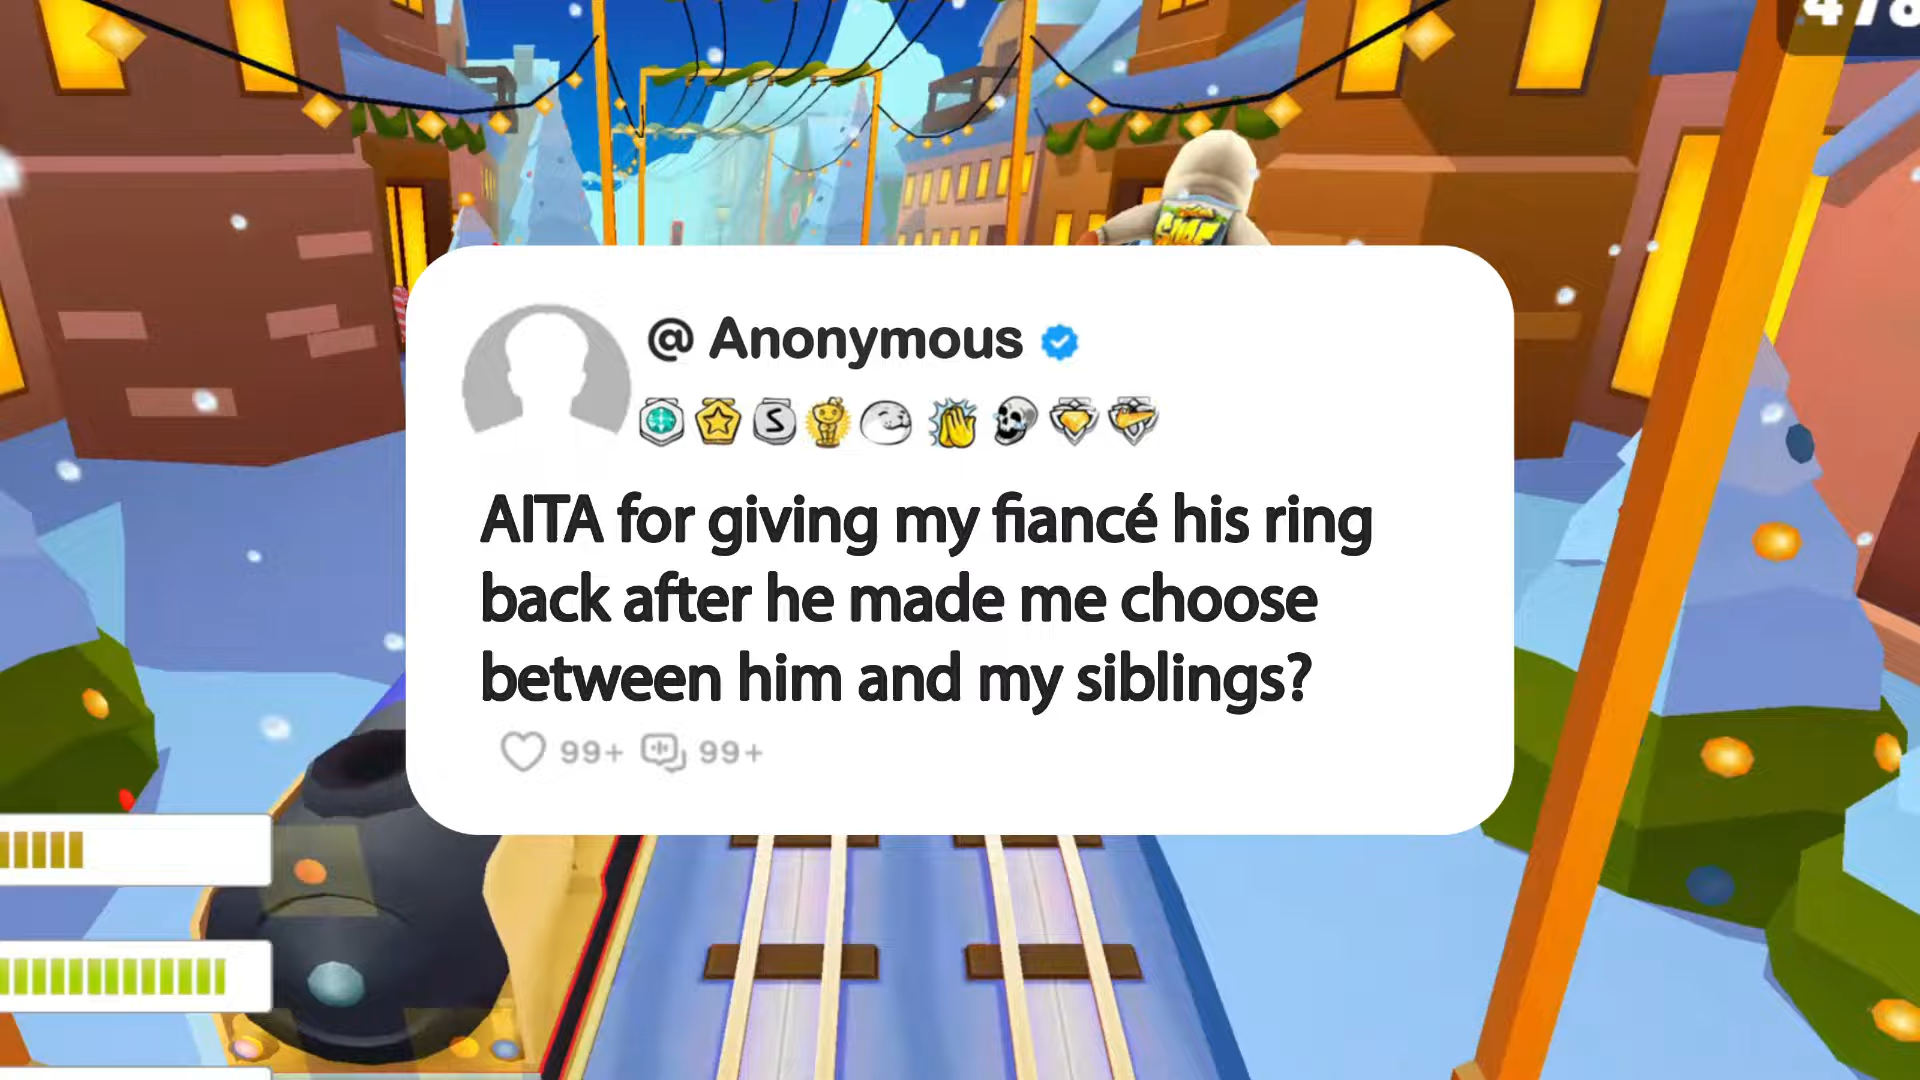 @ Anonymous
AITA for giving my fiancé his ring
back after he made me choose
between him and my siblings?
99+ 99+